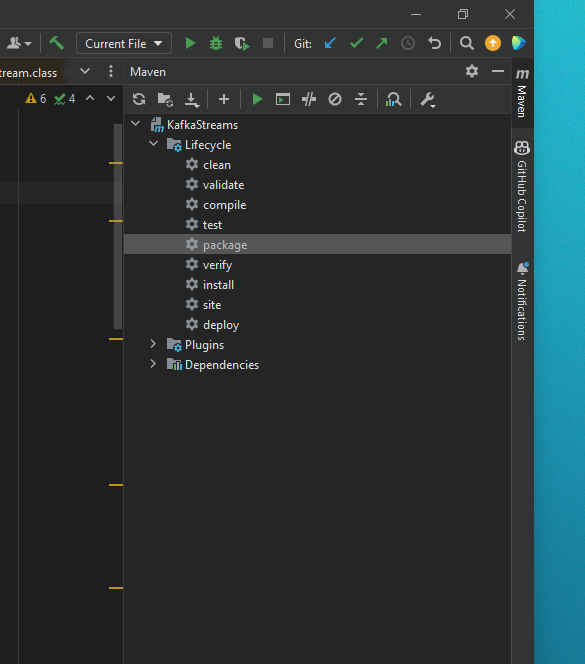 Current File
Git:
tream.class
Maven
6 4
KafkaStreams
Lifecycle
clean
validate
compile
test
package
verify
install
site
deploy
Plugins
Dependencies
m
Maven
GitHub Copilot
Notifications